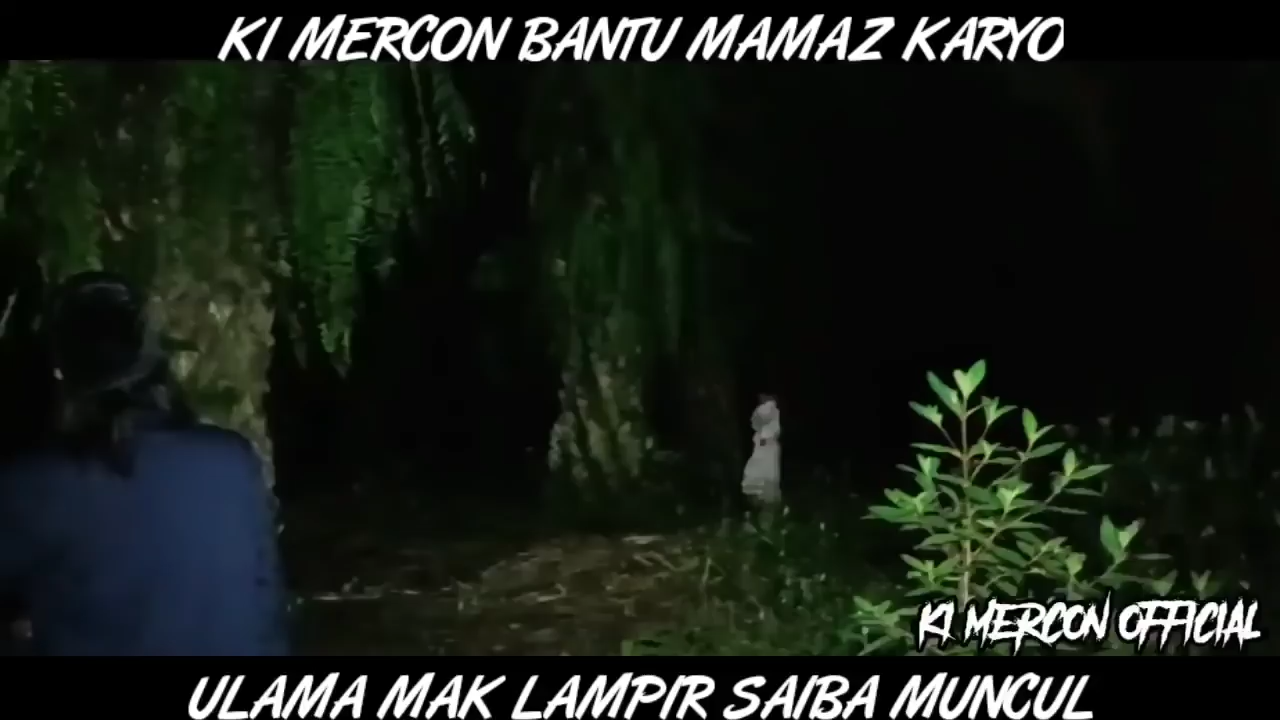 KI MERCON BANTU MAMAZ KARYO
KI MERCON OFFICIAL
ULAMA MAK LAMPIR SAIBA MUNCUL